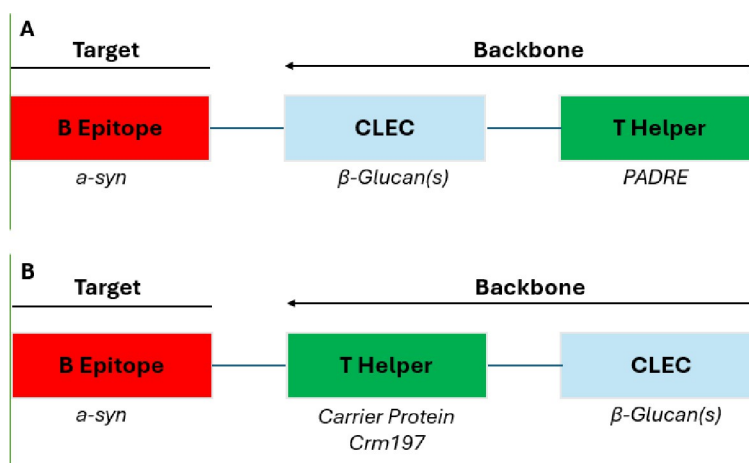 A
Target Backbone
B Epitope CLEC T Helper
a-syn β-Glucan(s) PADRE
B
Target Backbone
B Epitope T Helper CLEC
a-syn Carrier Protein β-Glucan(s)
Crm197